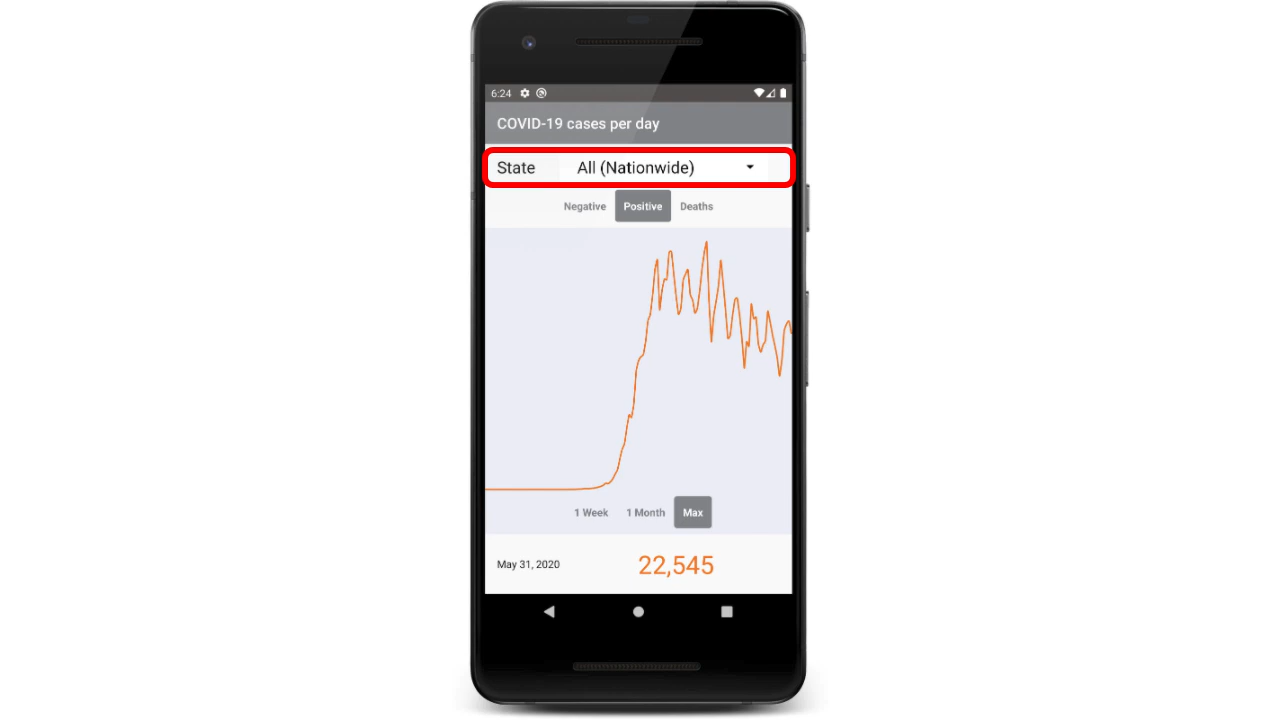 6:24
COVID-19 cases per day
State All (Nationwide)
Negative Positive Deaths
1 Week 1 Month Max
May 31, 2020 22,545